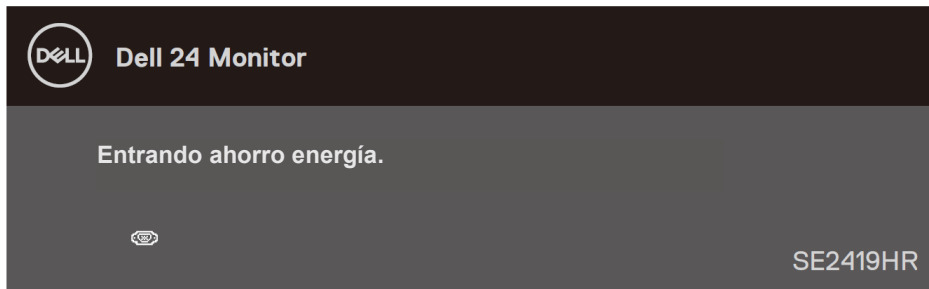 DELL
Dell 24 Monitor
Entrando ahorro energía.
SE2419HR